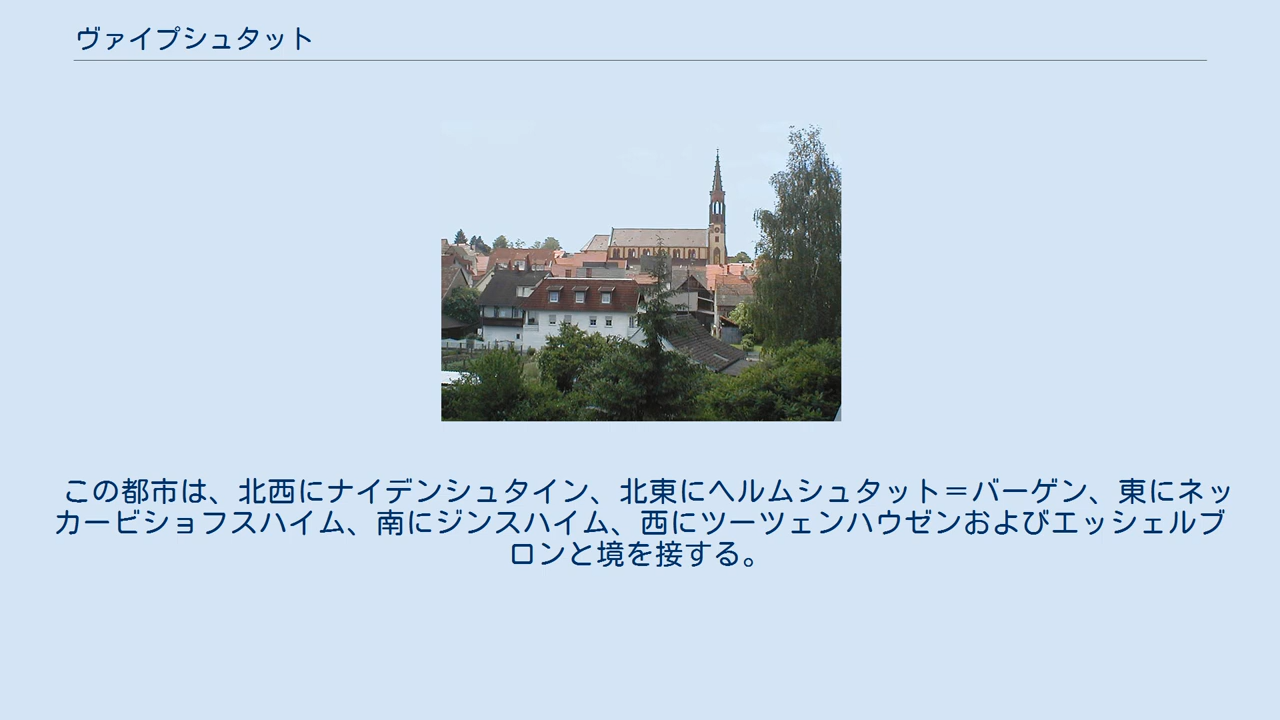 ヴァイプシュタット
この都市は、北西にナイデンシュタイン、北東にヘルムシュタット＝バーゲン、東にネッ
カービショフスハイム、南にジンスハイム、西にツーツェンハウゼンおよびエッシェルブ
ロンと境を接する。